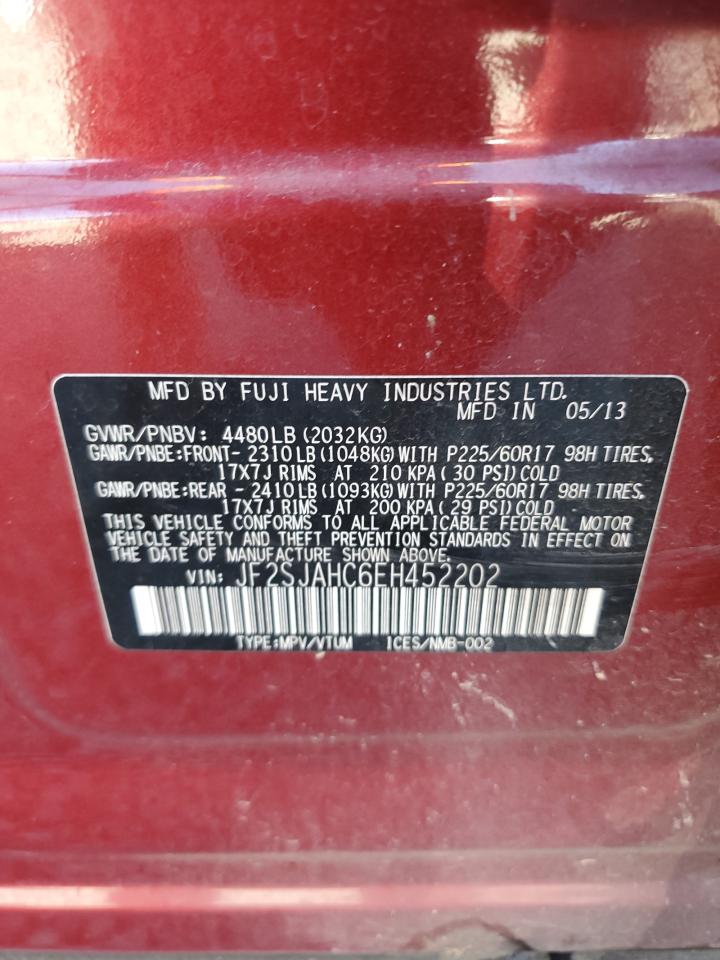 MFD BY FUJI HEAVY INDUSTRIES LTD.
MFD IN 05/13
GVWR/PNBV: 4480LB (2032KG)
GAWR/PNBE:FRONT- 2310LB (1048KG) WITH P225/60R17 98H TIRES,
17X7J RIMS AT 210 KPA ( 30 PSI) COLD
GAWR/PNBE:REAR - 2410LB (1093KG) WITH P225/60R17 98H TIRES,
17X7J RIMS AT 200 KPA ( 29 PSI) COLD
THIS VEHICLE CONFORMS TO ALL APPLICABLE FEDERAL MOTOR
VEHICLE SAFETY AND THEFT PREVENTION STANDARDS IN EFFECT ON
THE DATE OF MANUFACTURE SHOWN ABOVE.
VIN: JF2SJAHC6EH452202
TYPE:MPV/VTUM ICES/NMB-002